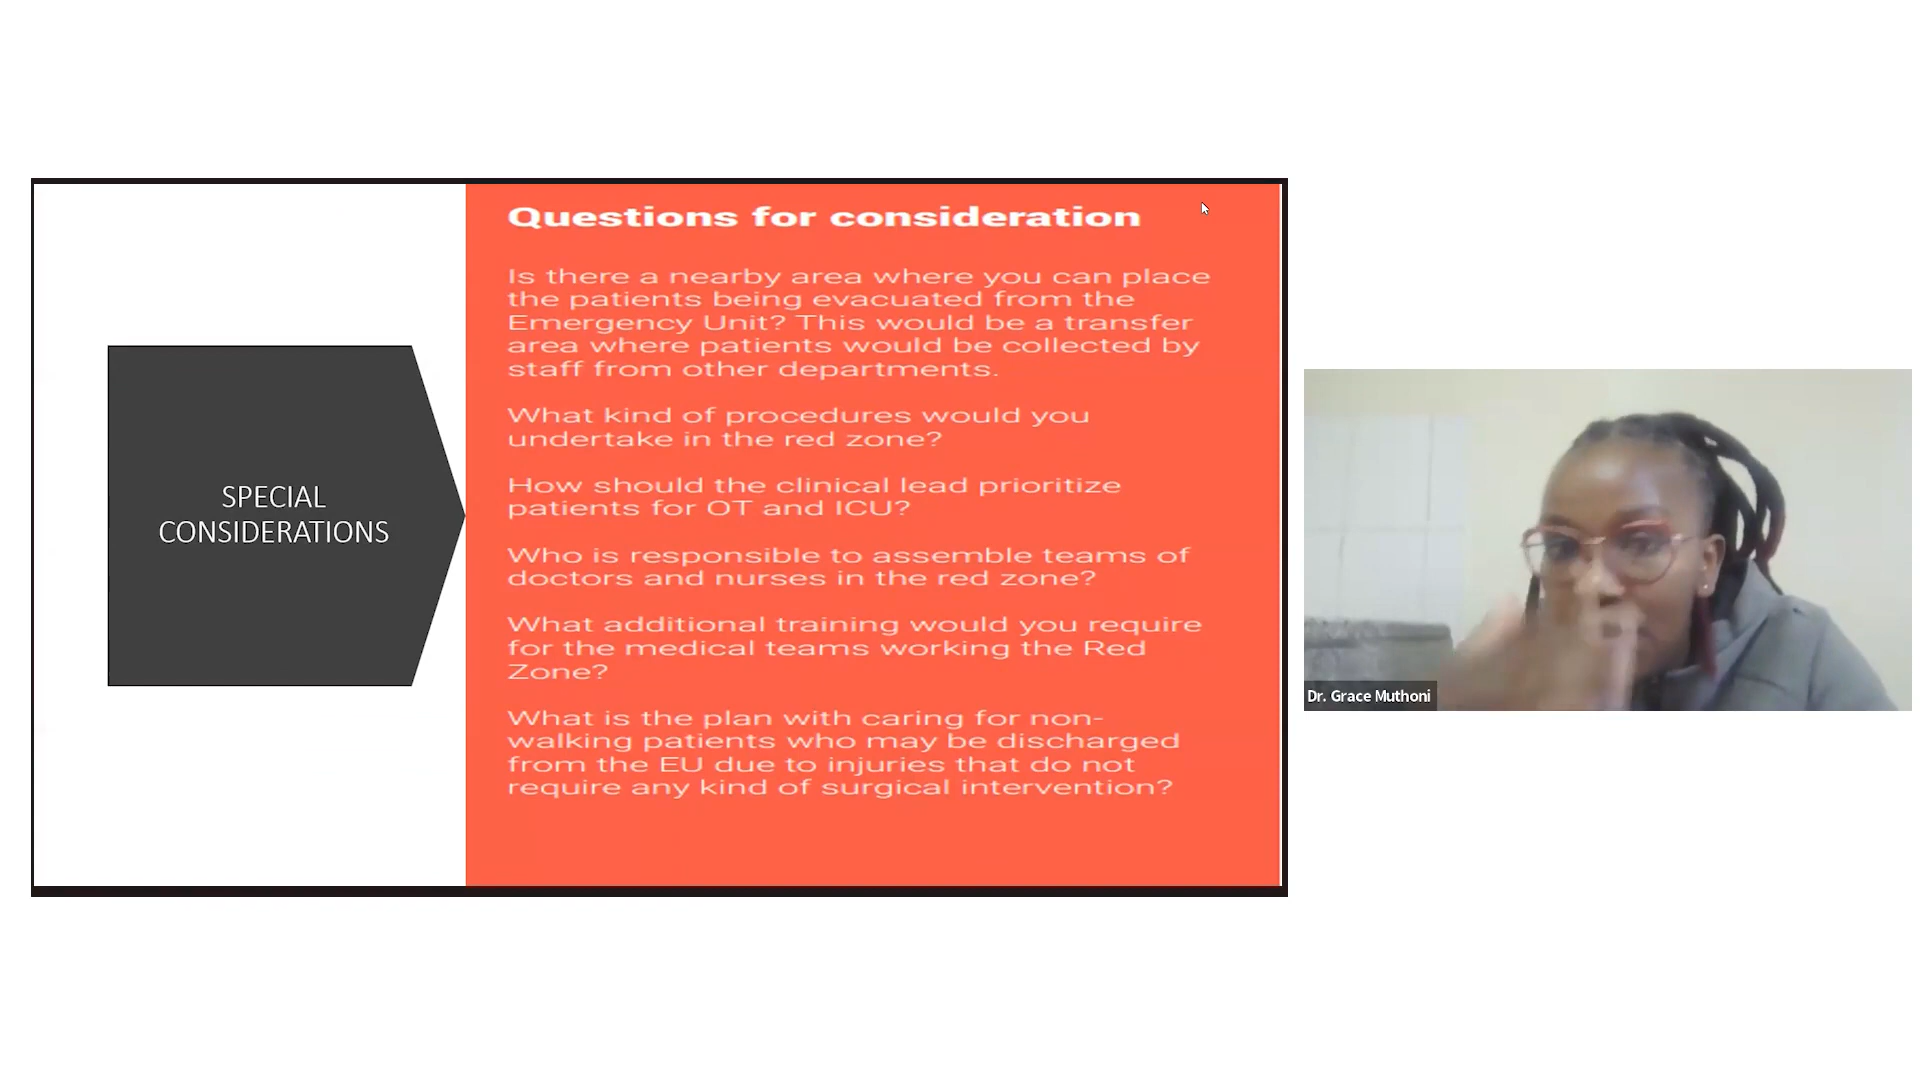 SPECIAL
CONSIDERATIONS
Questions for consideration
Is there a nearby area where you can place
the patients being evacuated from the
Emergency Unit? This would be a transfer
area where patients would be collected by
staff from other departments.
What kind of procedures would you
undertake in the red zone?
How should the clinical lead prioritize
patients for OT and ICU?
Who is responsible to assemble teams of
doctors and nurses in the red zone?
What additional training would you require
for the medical teams working the Red
Zone?
What is the plan with caring for non-
walking patients who may be discharged
from the EU due to injuries that do not
require any kind of surgical intervention?
Dr. Grace Muthoni